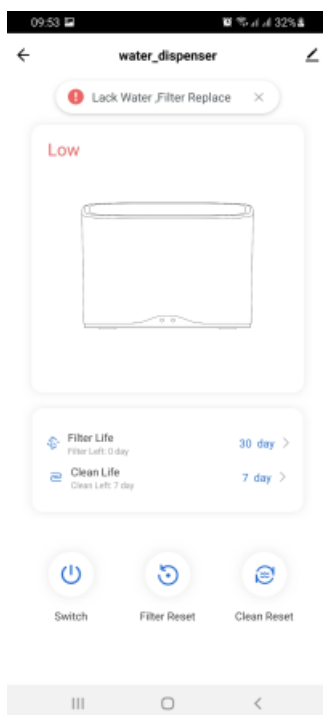 09:53 32%
water_dispenser
Lack Water ,Filter Replace
Low
Filter Life
Filter Left: 0 day
30 day
Clean Life
Clean Left: 7 day
7 day
Switch Filter Reset Clean Reset